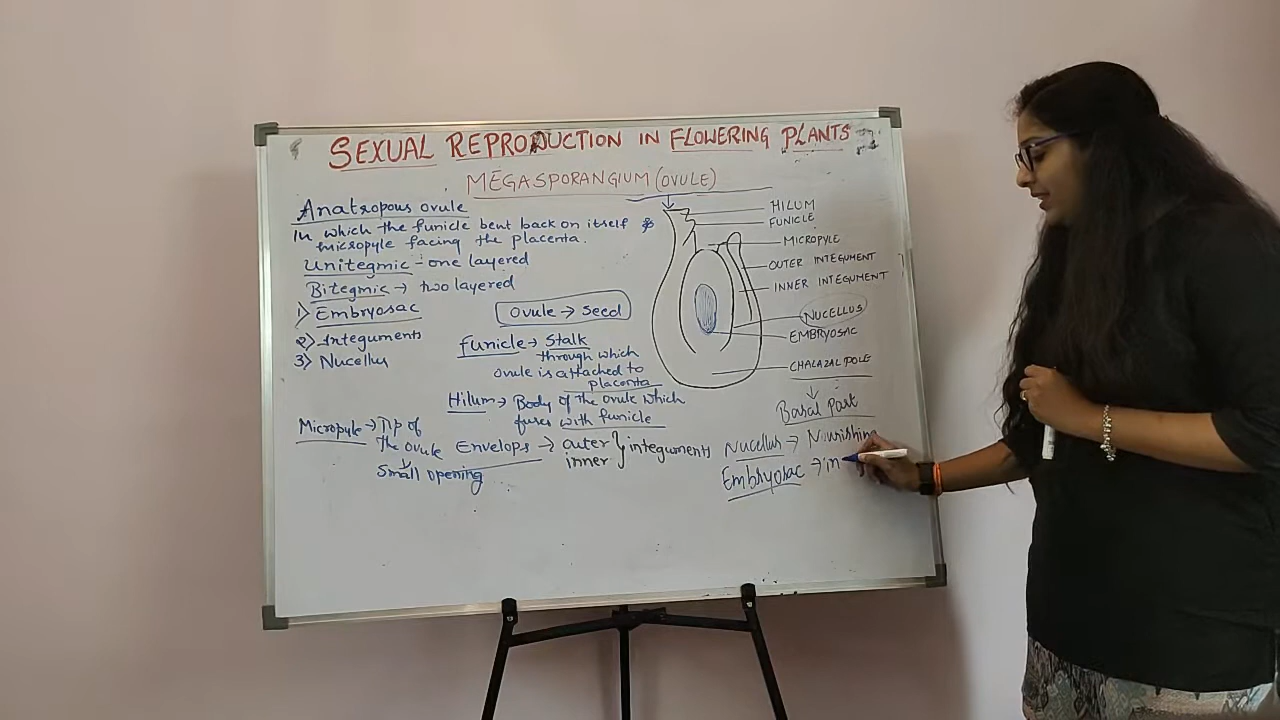 SEXUAL REPRODUCTION IN FLOWERING PLANTS
MEGASPORANGIUM (OVULE)
Anatropous ovule
In which the funicle bent back on itself &
micropyle facing the placenta.
Unitegmic - one layered
Bitegmic → two layered
1) Embryosac
2) Integuments
3) Nucellus
Ovule → Seed
funicle → Stalk
through which
ovule is attached to
placenta
Hilum → Body of the ovule which
fuses with funicle
Micropyle → Tip of
the ovule
Small opening
Envelops → outer } integuments
inner
HILUM
FUNICLE
MICROPYLE
OUTER INTEGUMENT
INNER INTEGUMENT
NUCELLUS
EMBRYOSAC
CHALAZAL POLE
↓
Basal Part
Nucellus → Nourishing
Embryosac → in